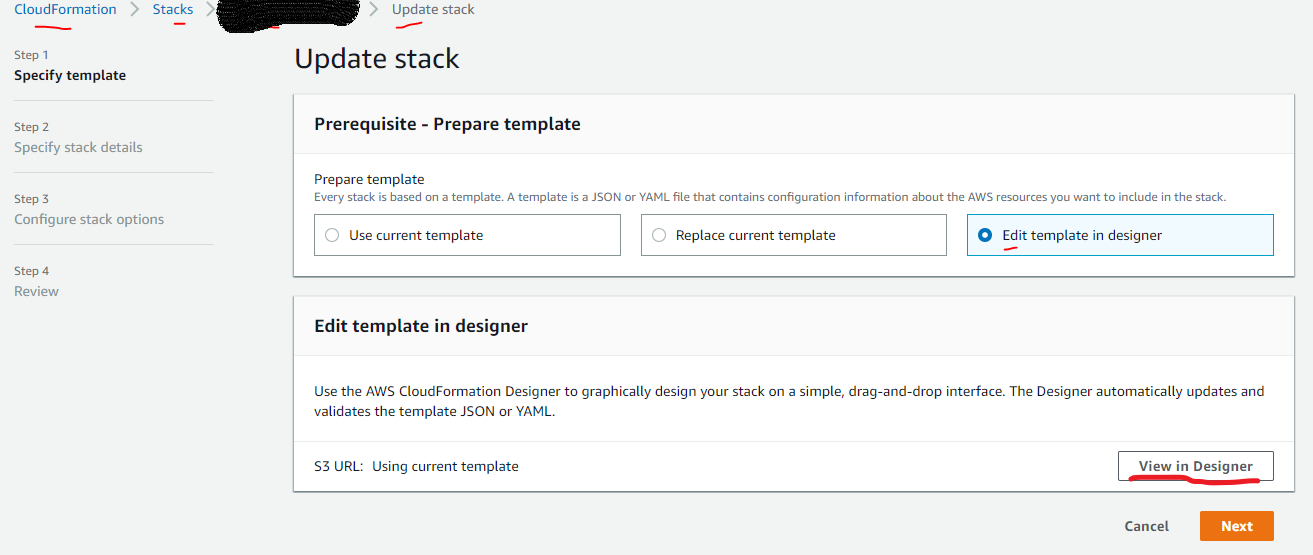 CloudFormation > Stacks > > Update stack
Step 1
Specify template
Step 2
Specify stack details
Step 3
Configure stack options
Step 4
Review
Update stack
Prerequisite - Prepare template
Prepare template
Every stack is based on a template. A template is a JSON or YAML file that contains configuration information about the AWS resources you want to include in the stack.
Use current template
Replace current template
Edit template in designer
Edit template in designer
Use the AWS CloudFormation Designer to graphically design your stack on a simple, drag-and-drop interface. The Designer automatically updates and
validates the template JSON or YAML.
S3 URL: Using current template
View in Designer
Cancel
Next